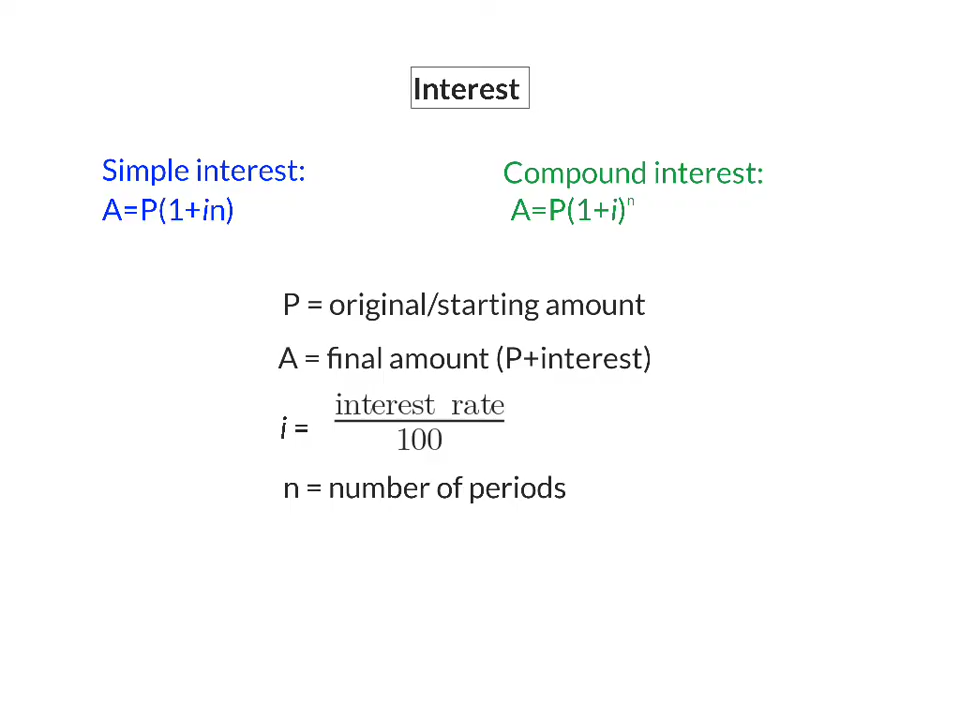 Interest
Simple interest:
A=P(1+in)
Compound interest:
A=P(1+i)ⁿ
P = original/starting amount
A = final amount (P+interest)
i = interest rate
100
n = number of periods